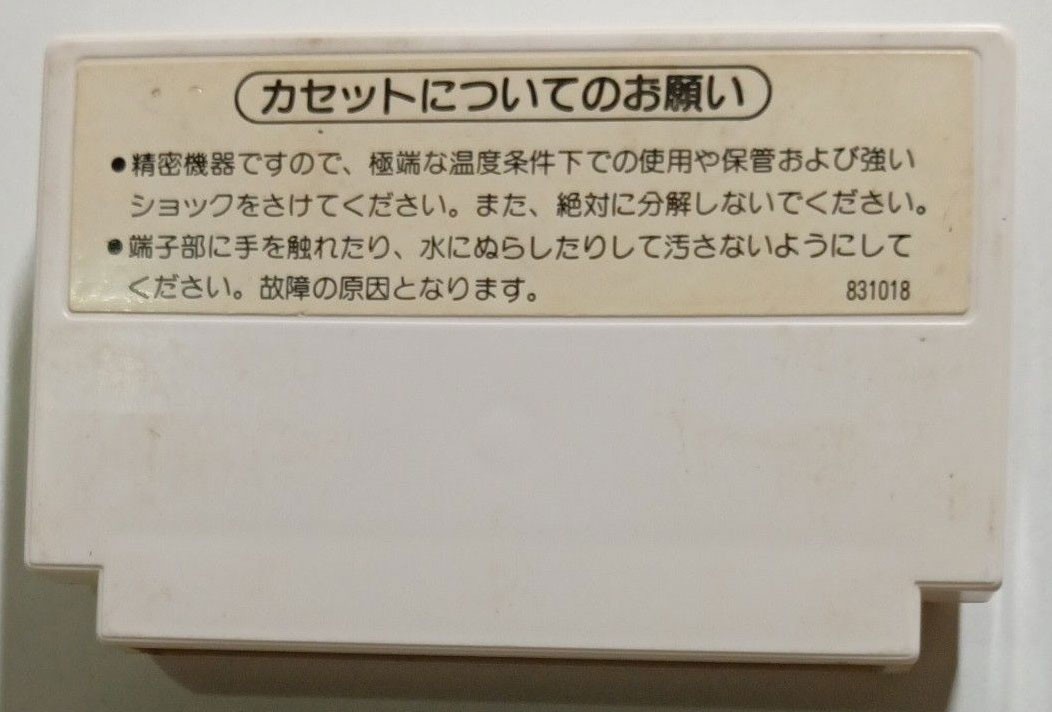 カセットについてのお願い
●精密機器ですので、極端な温度条件下での使用や保管および強い
ショックをさけてください。また、絶対に分解しないでください。
●端子部に手を触れたり、水にぬらしたりして汚さないようにして
ください。故障の原因となります。 831018